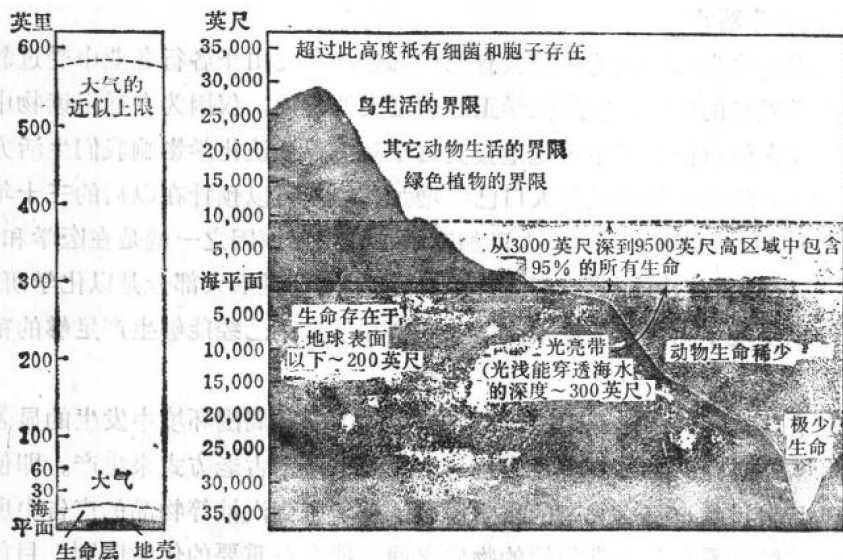 英里
600
大气的
近似上限
500
400
300
200
100
60
30
大气
海
平面
生命层 地壳
英尺
35,000
30,000
25,000
20,000
15,000
10,000
5,000
海平面
5,000
10,000
15,000
20,000
25,000
30,000
35,000
超过此高度祇有细菌和胞子存在
鸟生活的界限
其它动物生活的界限
绿色植物的界限
从3000英尺深到9500英尺高区域中包含
95%的所有生命
生命存在于
地球表面
以下~200英尺
光亮带
(光浅能穿透海水
的深度~300英尺)
动物生命稀少
极少
生命